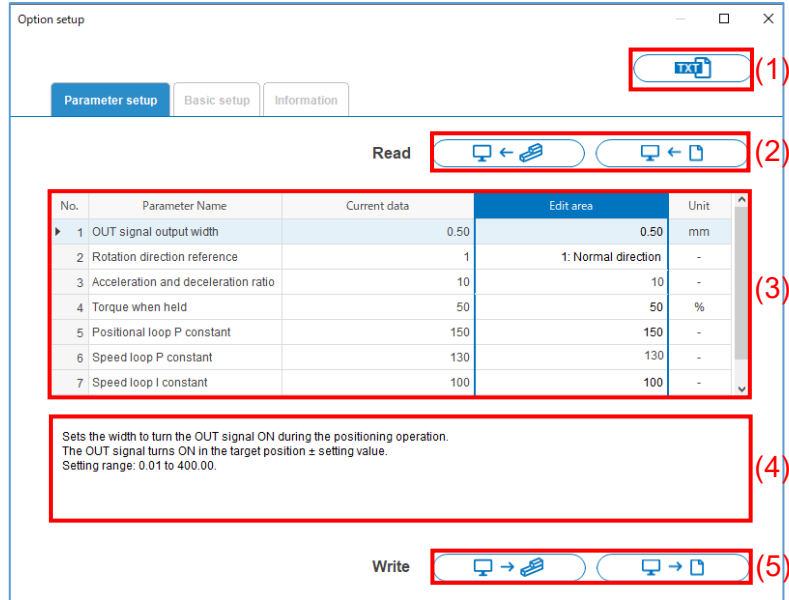 Option setup
TXT
(1)
Parameter setup Basic setup Information
Read
(2)
No. Parameter Name Current data Edit area Unit
1 OUT signal output width 0.50 0.50 mm
2 Rotation direction reference 1 1: Normal direction -
3 Acceleration and deceleration ratio 10 10 -
4 Torque when held 50 50 %
5 Positional loop P constant 150 150 -
6 Speed loop P constant 130 130 -
7 Speed loop I constant 100 100 -
(3)
Sets the width to turn the OUT signal ON during the positioning operation.
The OUT signal turns ON in the target position ± setting value.
Setting range: 0.01 to 400.00.
(4)
Write
(5)